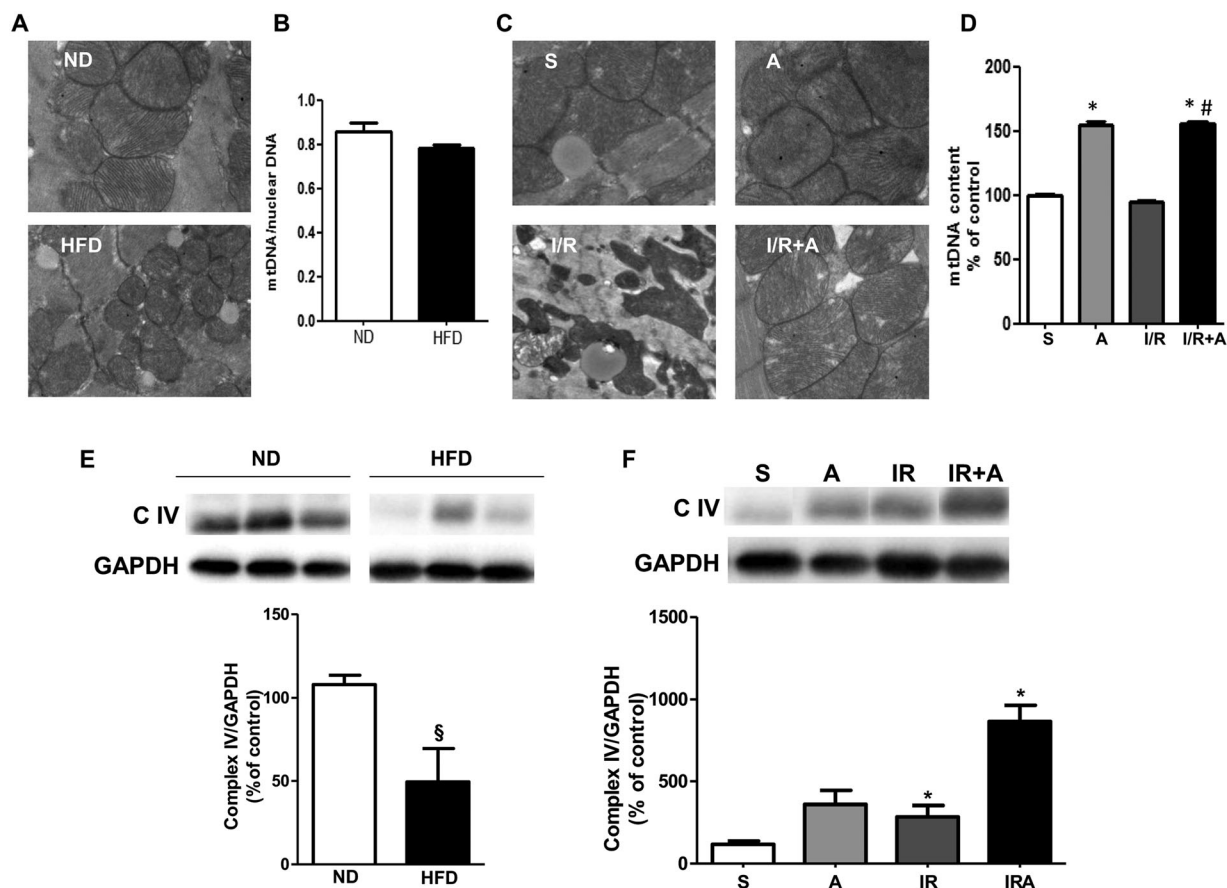 A
ND
HFD
B
mtDNA/nuclear DNA
1.0
0.8
0.6
0.4
0.2
0.0
ND
HFD
C
S
A
I/R
I/R+A
D
mtDNA content
% of control
200
150
100
50
0
*
* #
S
A
I/R
I/R+A
E
ND
HFD
C IV
GAPDH
Complex IV/GAPDH
(%of control)
150
100
50
0
§
ND
HFD
F
S
A
IR
IR+A
C IV
GAPDH
Complex IV/GAPDH
(% of control)
1500
1000
500
0
*
*
S
A
IR
IRA